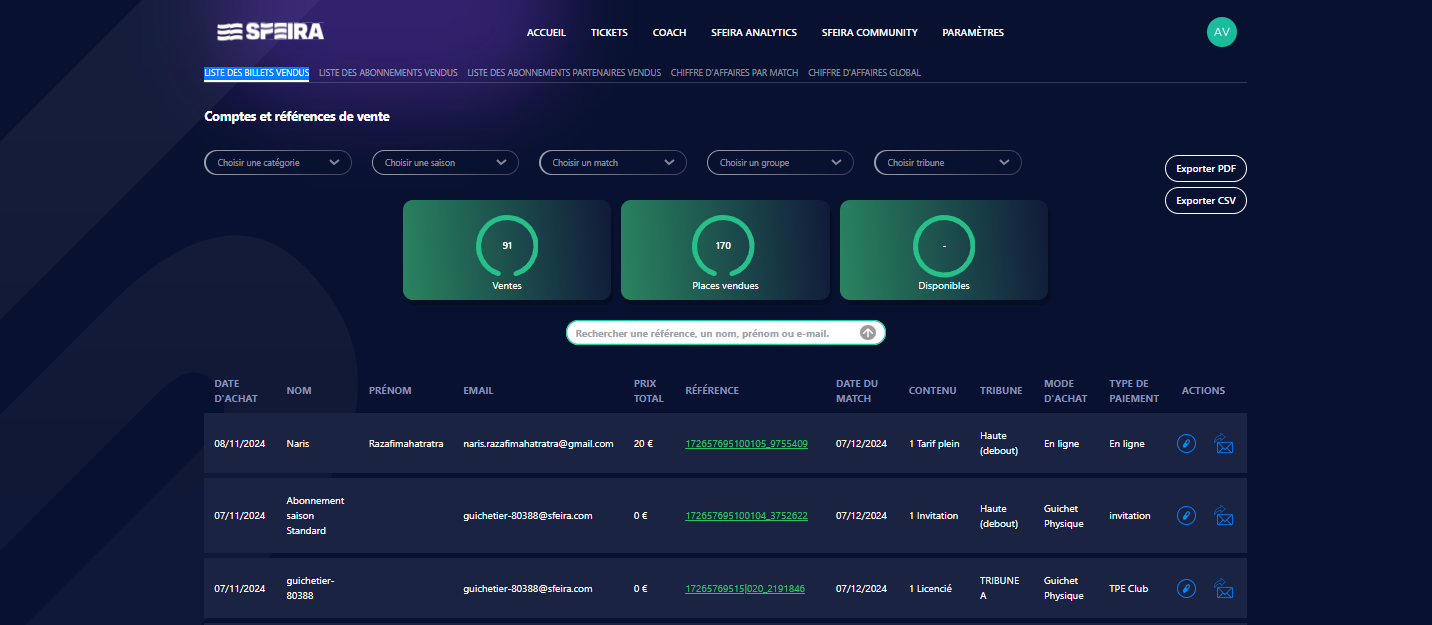 SFEIRA
ACCUEIL TICKETS COACH SFEIRA ANALYTICS SFEIRA COMMUNITY PARAMÈTRES
AV
LISTE DES BILLETS VENDUS LISTE DES ABONNEMENTS VENDUS LISTE DES ABONNEMENTS PARTENAIRES VENDUS CHIFFRE D'AFFAIRES PAR MATCH CHIFFRE D'AFFAIRES GLOBAL
Comptes et références de vente
Choisir une catégorie Choisir une saison Choisir un match Choisir un groupe Choisir tribune
Exporter PDF
Exporter CSV
91 170 -
Ventes Places vendues Disponibles
Rechercher une référence, un nom, prénom ou e-mail.
DATE D'ACHAT NOM PRÉNOM EMAIL PRIX TOTAL RÉFÉRENCE DATE DU MATCH CONTENU TRIBUNE MODE D'ACHAT TYPE DE PAIEMENT ACTIONS
08/11/2024 Naris Razafimahatratra naris.razafimahatratra@gmail.com 20 € 172657695100105_9755409 07/12/2024 1 Tarif plein Haute (debout) En ligne En ligne
07/11/2024 Abonnement saison Standard guichetier-80388@sfeira.com 0 € 172657695100104_3752622 07/12/2024 1 Invitation Haute (debout) Guichet Physique invitation
07/11/2024 guichetier-80388 guichetier-80388@sfeira.com 0 € 17265769515|020_2191846 07/12/2024 1 Licencié TRIBUNE A Guichet Physique TPE Club